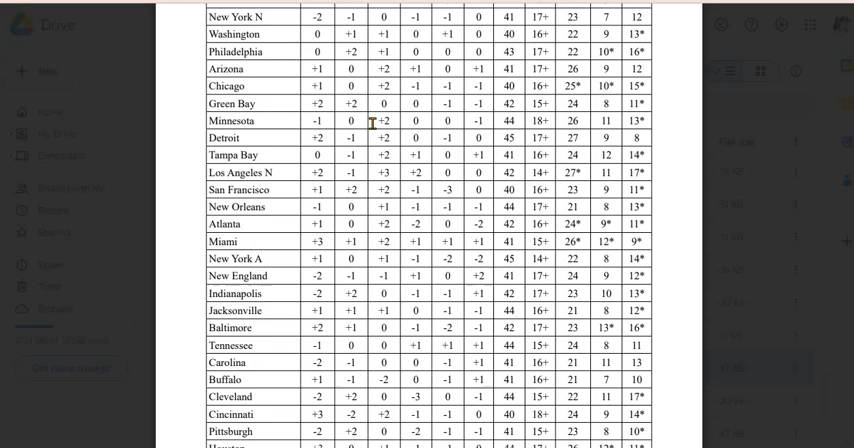 Drive
New
Home
My Drive
Computers
Shared with me
Recent
Starred
Spam
Trash
Storage
Get more storage
File size
New York N -2 -1 0 -1 -1 0 41 17+ 23 7 12
Washington 0 +1 +1 0 +1 0 40 16+ 22 9 13*
Philadelphia 0 +2 +1 0 0 0 43 17+ 22 10* 16*
Arizona +1 0 +2 +1 0 +1 41 17+ 26 9 12
Chicago +1 0 +2 -1 -1 -1 40 16+ 25* 10* 15*
Green Bay +2 +2 0 0 -1 -1 42 15+ 24 8 11*
Minnesota -1 0 +2 0 0 -1 44 18+ 26 11 13*
Detroit +2 -1 +2 0 -1 0 45 17+ 27 9 8
Tampa Bay 0 -1 +2 +1 0 +1 41 16+ 24 12 14*
Los Angeles N +2 -1 +3 +2 0 0 42 14+ 27* 11 17*
San Francisco +1 +2 +2 -1 -3 0 40 16+ 23 9 11*
New Orleans -1 0 +1 -1 -1 -1 44 17+ 21 8 13*
Atlanta +1 0 +2 -2 0 -2 42 16+ 24* 9* 11*
Miami +3 +1 +2 +1 +1 +1 41 15+ 26* 12* 9*
New York A +1 0 +1 -1 -2 -2 45 14+ 22 8 14*
New England -2 -1 -1 +1 0 +2 41 17+ 24 9 12*
Indianapolis -2 +2 0 -1 -1 +1 42 17+ 23 10 13*
Jacksonville +1 +1 +1 0 -1 -1 44 16+ 21 8 12*
Baltimore +2 +1 0 -1 -2 -1 42 17+ 23 13* 16*
Tennessee -1 0 0 +1 +1 +1 44 15+ 24 8 11
Carolina -2 -1 0 0 -1 +1 41 16+ 21 11 13
Buffalo +1 -1 -2 0 -1 +1 41 16+ 21 7 10
Cleveland -2 +2 0 -3 0 -1 44 15+ 22 11 17*
Cincinnati +3 -2 +2 -1 -1 0 40 18+ 24 9 14*
Pittsburgh -2 +2 0 -2 -1 -1 41 15+ 23 8 10*